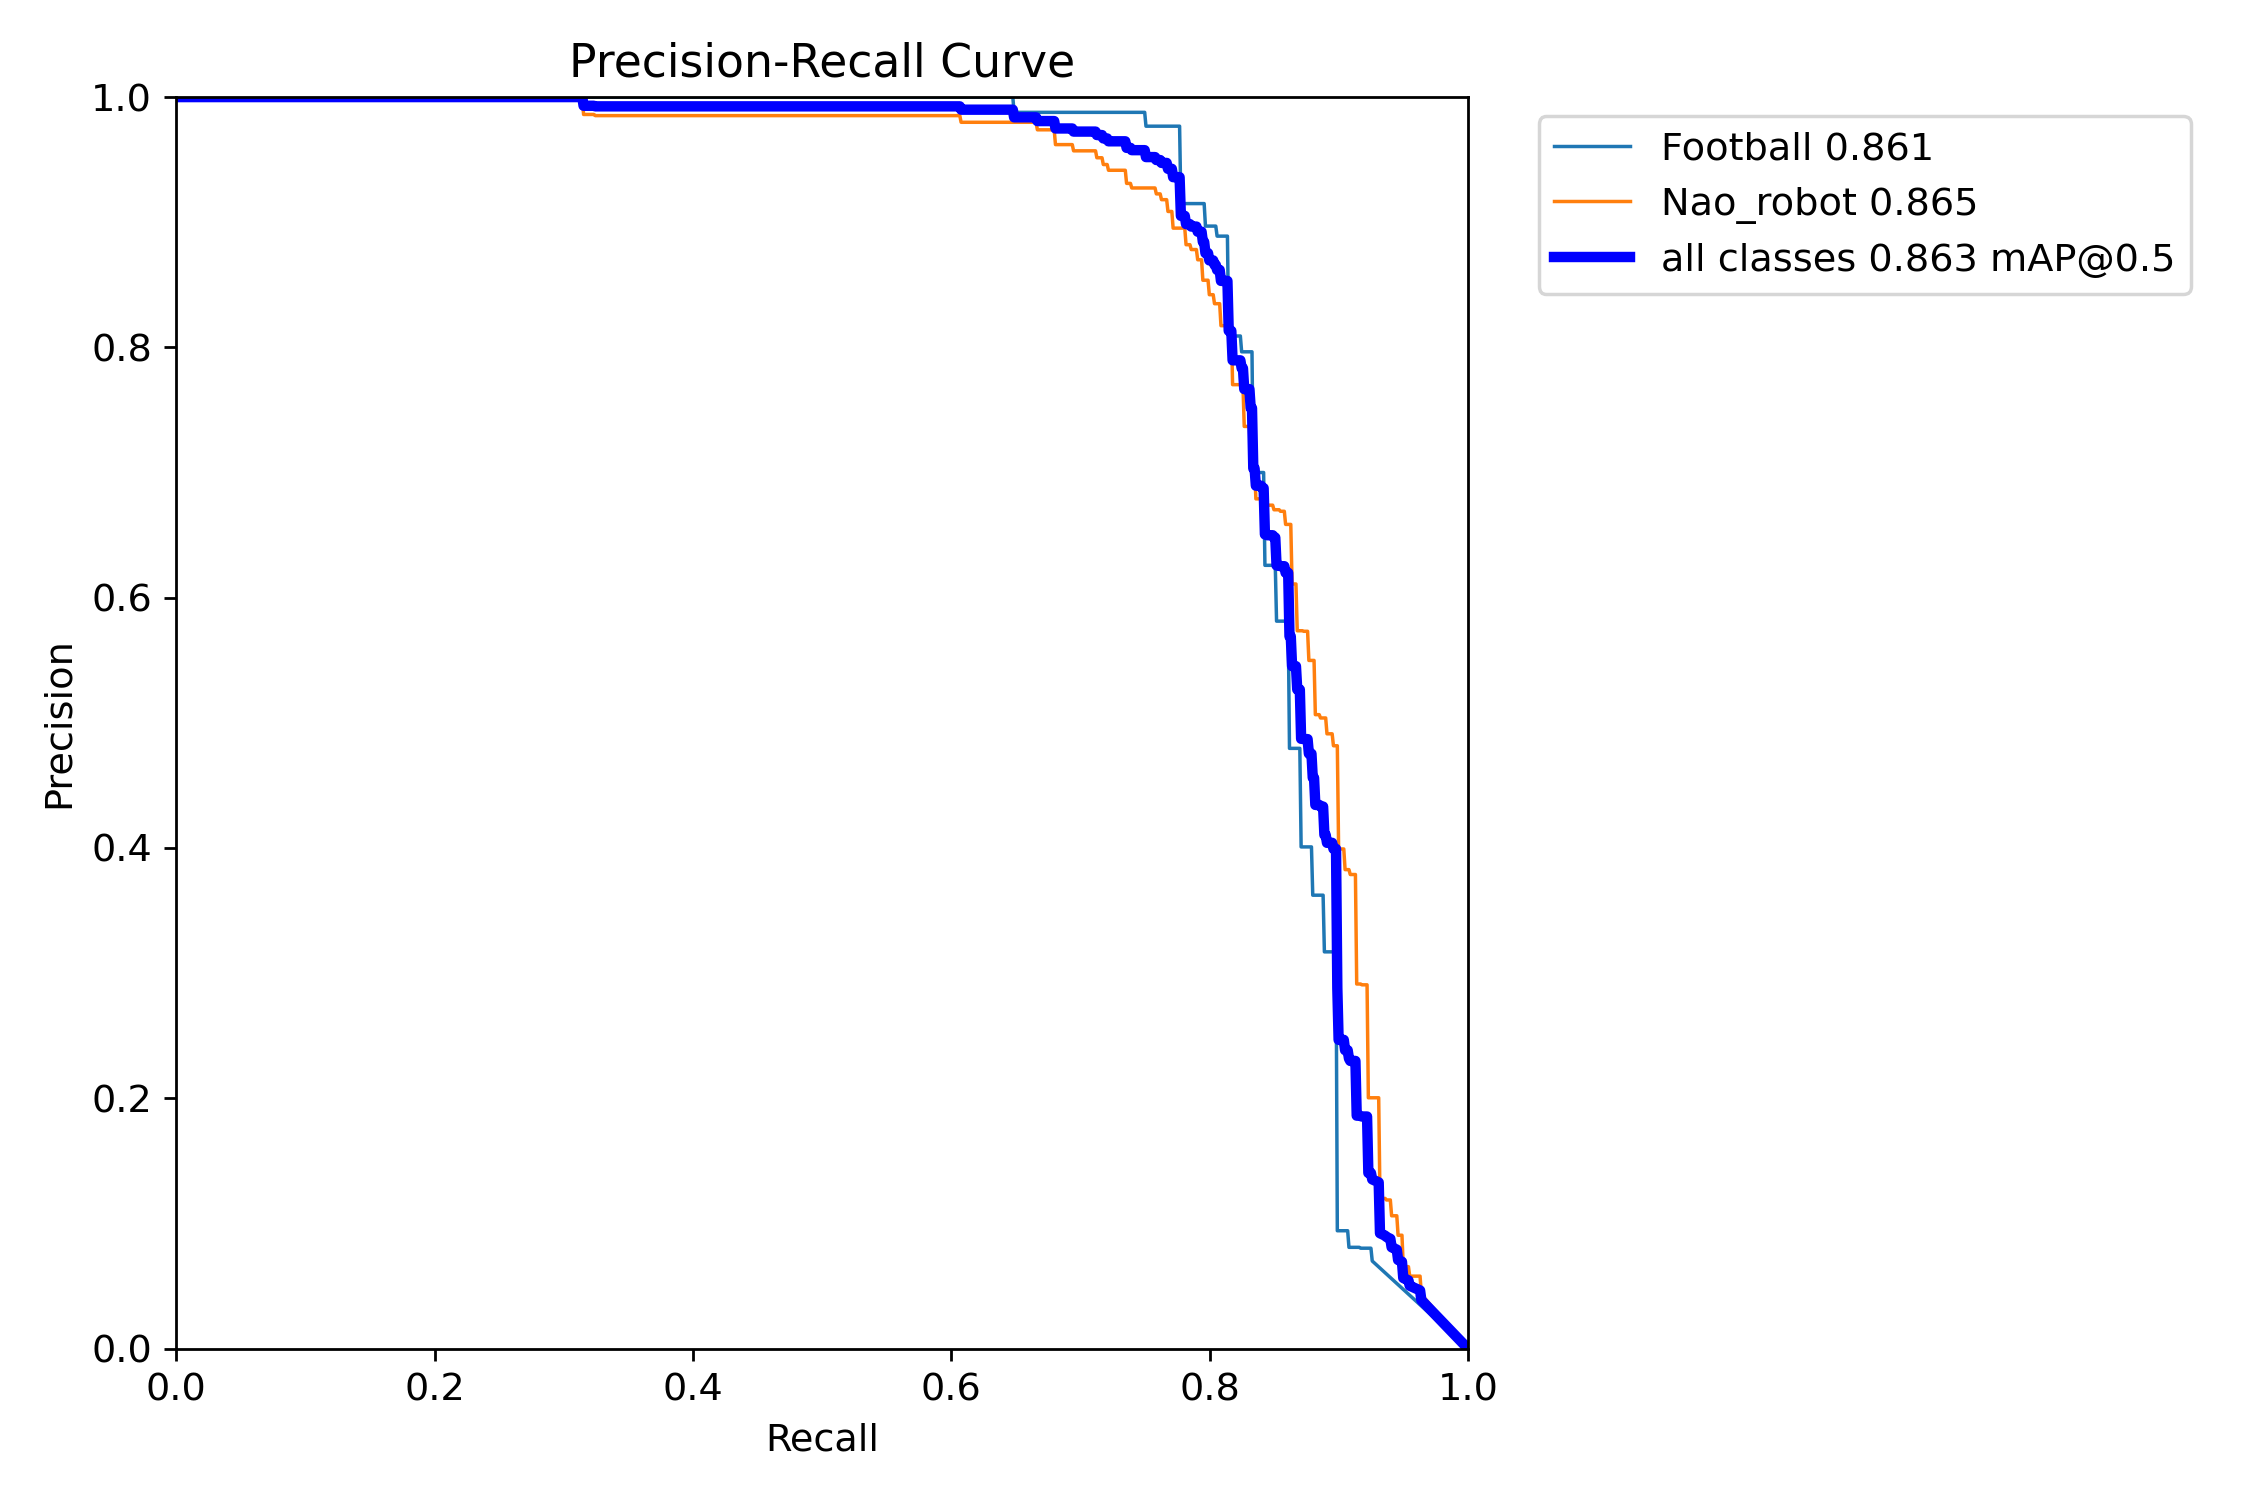 Precision-Recall Curve
1.0
0.8
0.6
0.4
0.2
0.0
Precision
0.0 0.2 0.4 0.6 0.8 1.0
Recall
Football 0.861
Nao_robot 0.865
all classes 0.863 mAP@0.5